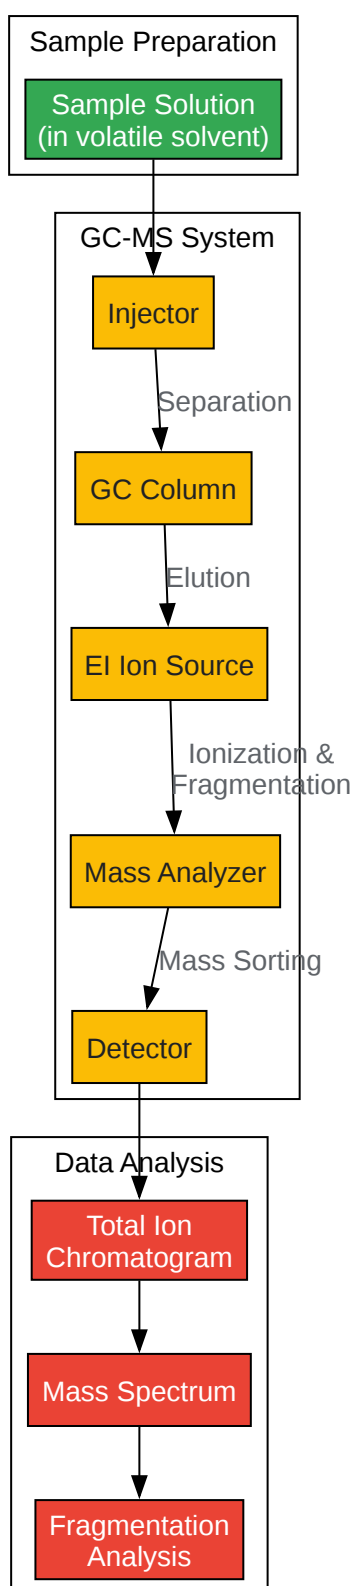 Sample Preparation
Sample Solution
(in volatile solvent)
GC-MS System
Injector
Separation
GC Column
Elution
EI Ion Source
Ionization &
Fragmentation
Mass Analyzer
Mass Sorting
Detector
Data Analysis
Total Ion
Chromatogram
Mass Spectrum
Fragmentation
Analysis